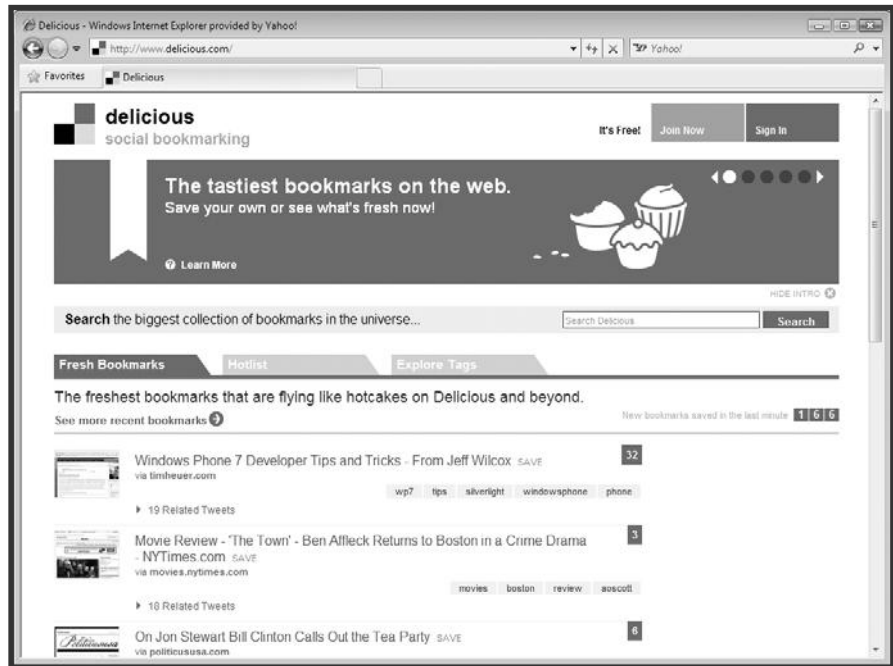 Delicious - Windows Internet Explorer provided by Yahoo!
http://www.delicious.com/
Yahoo!
Favorites
Delicious
delicious
social bookmarking
It's Free!
Join Now
Sign In
The tastiest bookmarks on the web.
Save your own or see what's fresh now!
Learn More
HIDE INTRO
Search the biggest collection of bookmarks in the universe...
Search Delicious
Search
Fresh Bookmarks
Hotlist
Explore Tags
The freshest bookmarks that are flying like hotcakes on Delicious and beyond.
See more recent bookmarks
New bookmarks saved in the last minute 1 6 6
Windows Phone 7 Developer Tips and Tricks - From Jeff Wilcox SAVE
32
via timheuer.com
wp7 tips silverlight windowsphone phone
19 Related Tweets
Movie Review - 'The Town' - Ben Affleck Returns to Boston in a Crime Drama
3
- NYTimes.com SAVE
via movies.nytimes.com
movies boston review aoscott
18 Related Tweets
On Jon Stewart Bill Clinton Calls Out the Tea Party SAVE
6
via politicususa.com
Politicususa